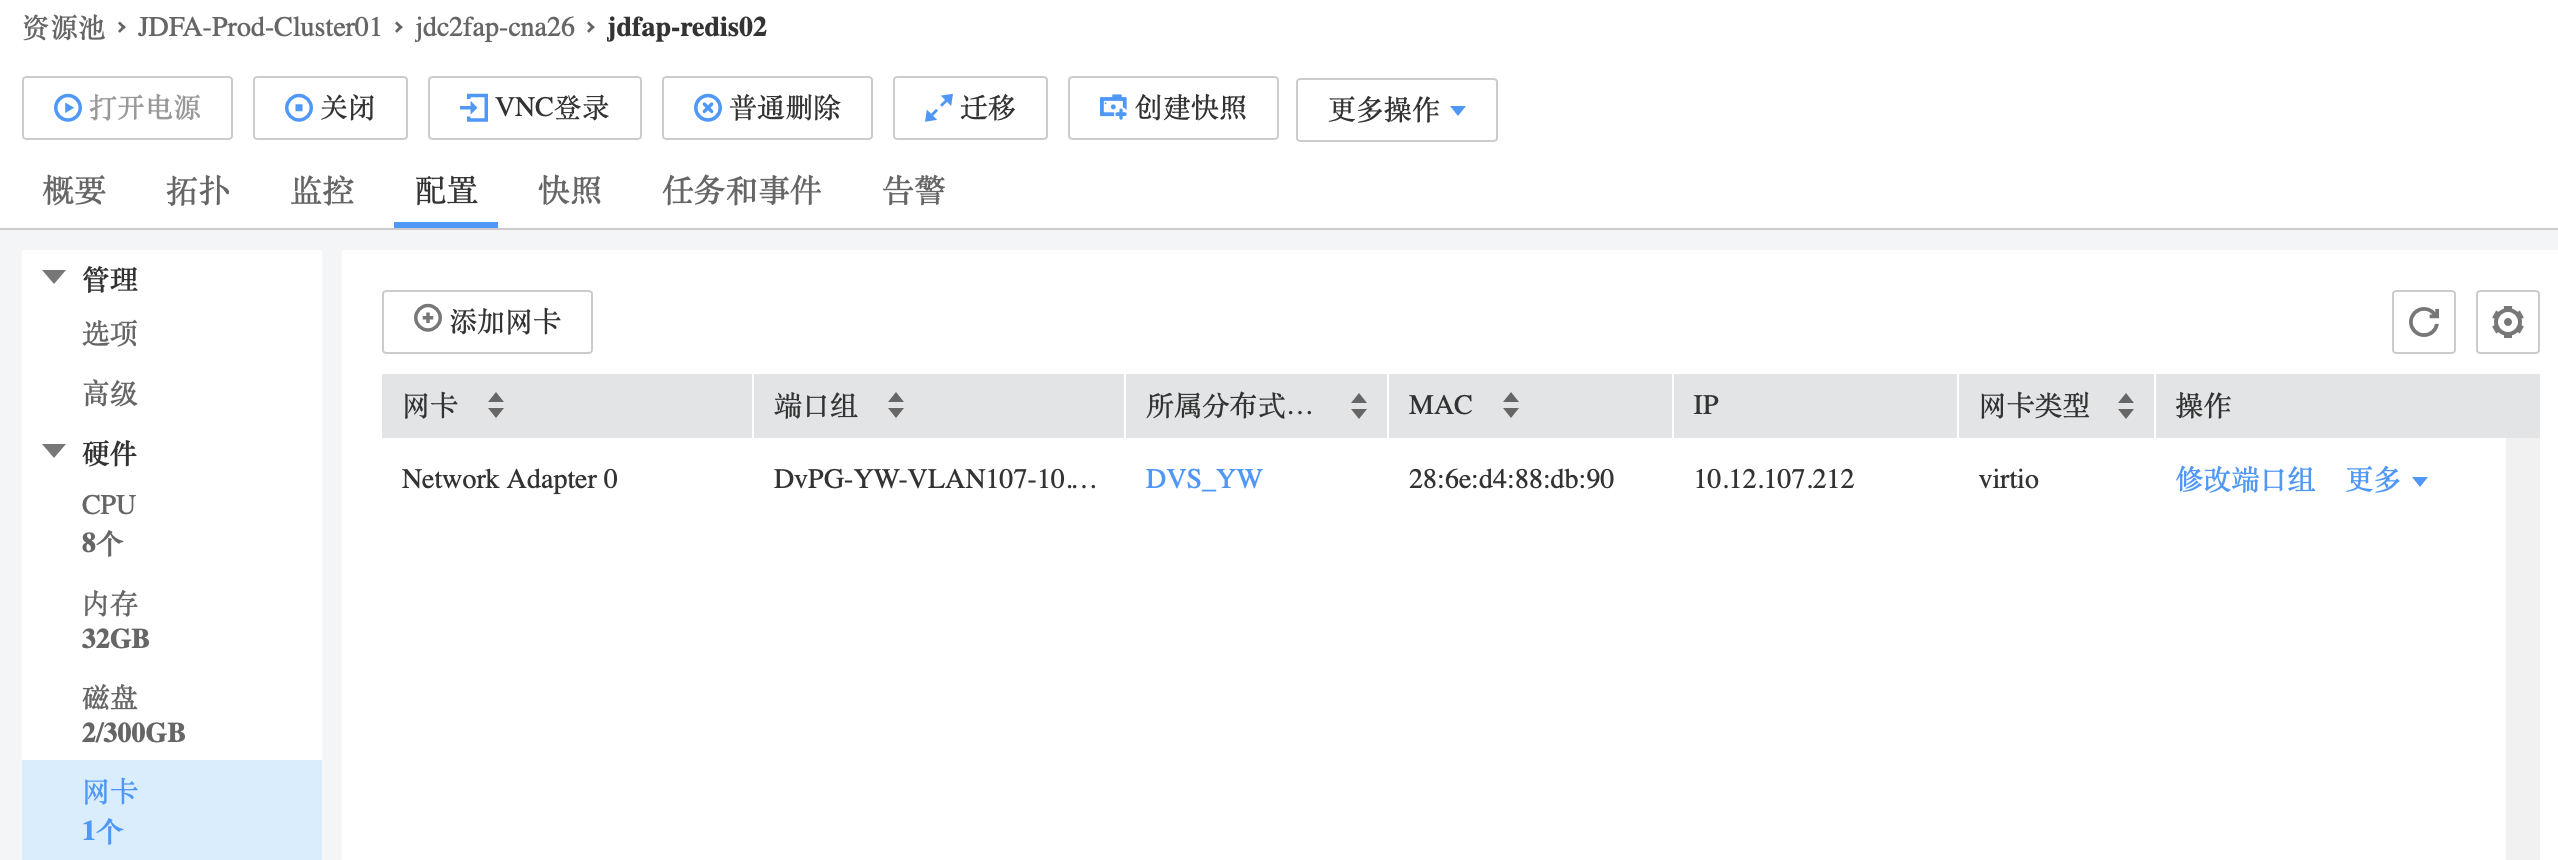 资源池 › JDFA-Prod-Cluster01 › jdc2fap-cna26 › jdfap-redis02
打开电源 关闭 VNC登录 普通删除 迁移 创建快照 更多操作
概要 拓扑 监控 配置 快照 任务和事件 告警
管理
选项
高级
硬件
CPU
8个
内存
32GB
磁盘
2/300GB
网卡
1个
添加网卡
网卡 端口组 所属分布式... MAC IP 网卡类型 操作
Network Adapter 0 DvPG-YW-VLAN107-10.... DVS_YW 28:6e:d4:88:db:90 10.12.107.212 virtio 修改端口组 更多